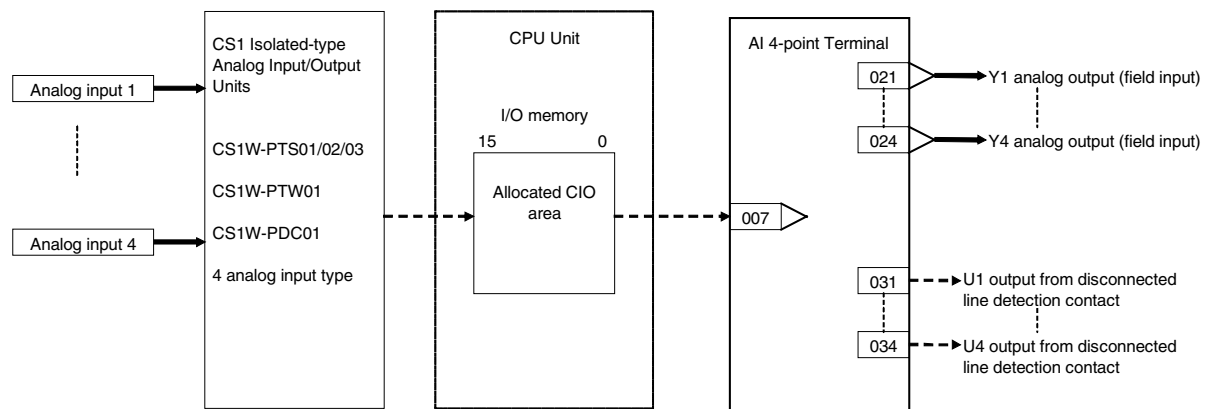 Analog input 1
Analog input 4
CS1 Isolated-type
Analog Input/Output
Units
CS1W-PTS01/02/03
CS1W-PTW01
CS1W-PDC01
4 analog input type
CPU Unit
I/O memory
15 0
Allocated CIO
area
AI 4-point Terminal
021
Y1 analog output (field input)
024
Y4 analog output (field input)
007
031
U1 output from disconnected
line detection contact
034
U4 output from disconnected
line detection contact